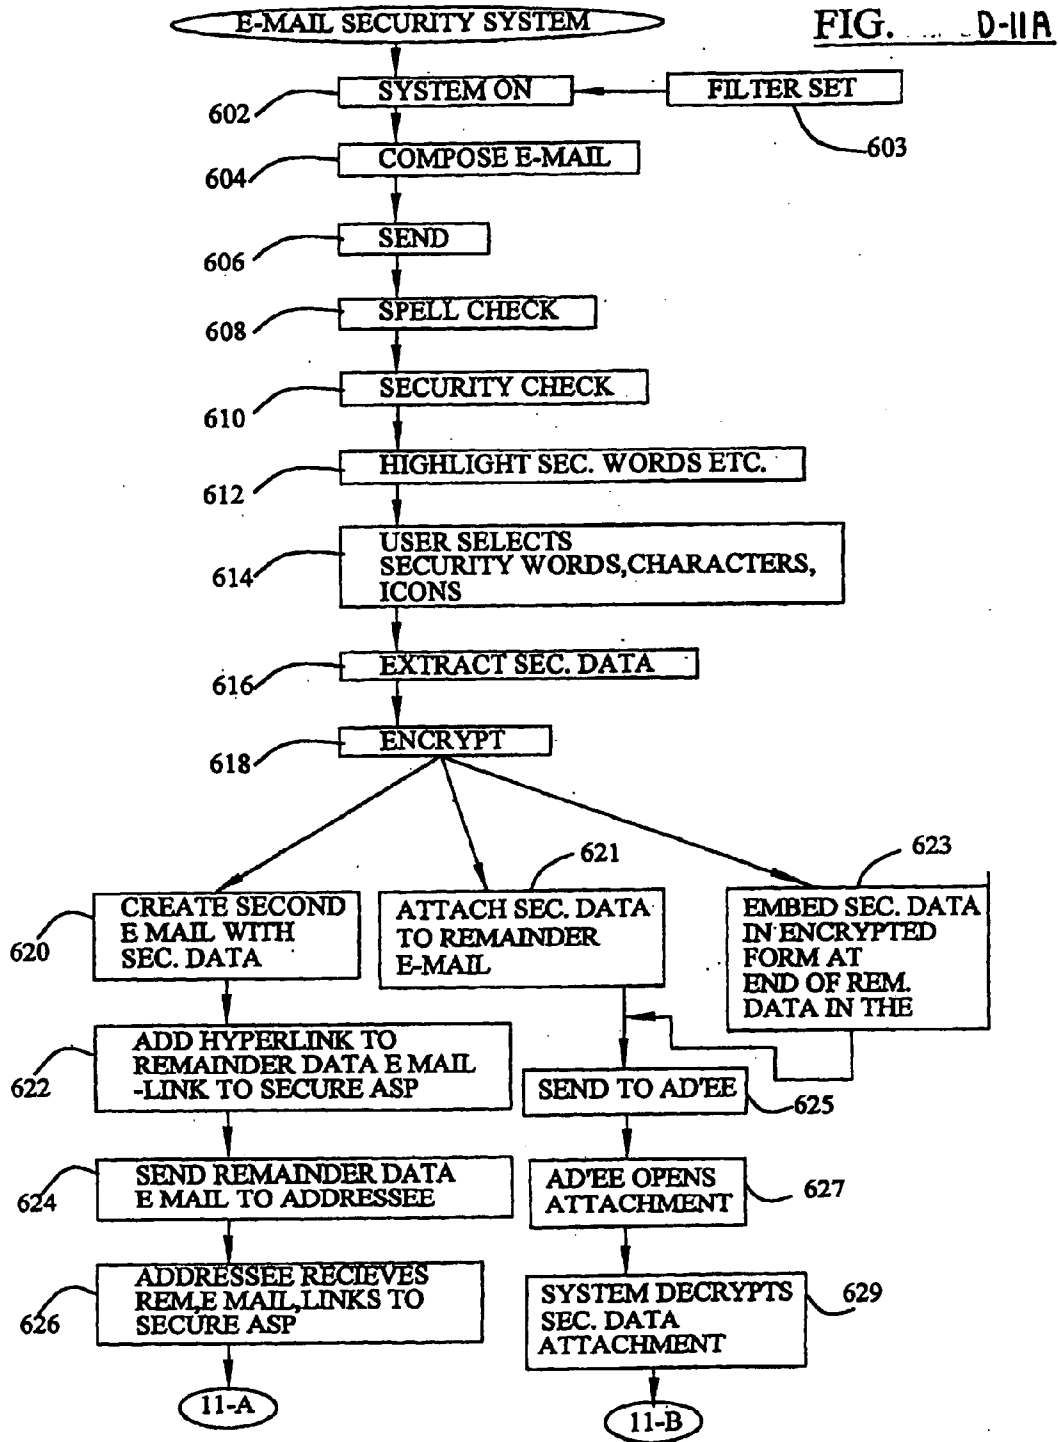 E-MAIL SECURITY SYSTEM
FIG. D-11A
SYSTEM ON
FILTER SET
602
603
COMPOSE E-MAIL
604
SEND
606
SPELL CHECK
608
SECURITY CHECK
610
HIGHLIGHT SEC. WORDS ETC.
612
USER SELECTS
SECURITY WORDS,CHARACTERS,
ICONS
614
EXTRACT SEC. DATA
616
ENCRYPT
618
621
623
CREATE SECOND
E MAIL WITH
SEC. DATA
620
ATTACH SEC. DATA
TO REMAINDER
E-MAIL
EMBED SEC. DATA
IN ENCRYPTED
FORM AT
END OF REM.
DATA IN THE
ADD HYPERLINK TO
REMAINDER DATA E MAIL
-LINK TO SECURE ASP
622
SEND TO AD'EE
625
SEND REMAINDER DATA
E MAIL TO ADDRESSEE
624
AD'EE OPENS
ATTACHMENT
627
ADDRESSEE RECIEVES
REM,E MAIL,LINKS TO
SECURE ASP
626
SYSTEM DECRYPTS
SEC. DATA
ATTACHMENT
629
11-A
11-B